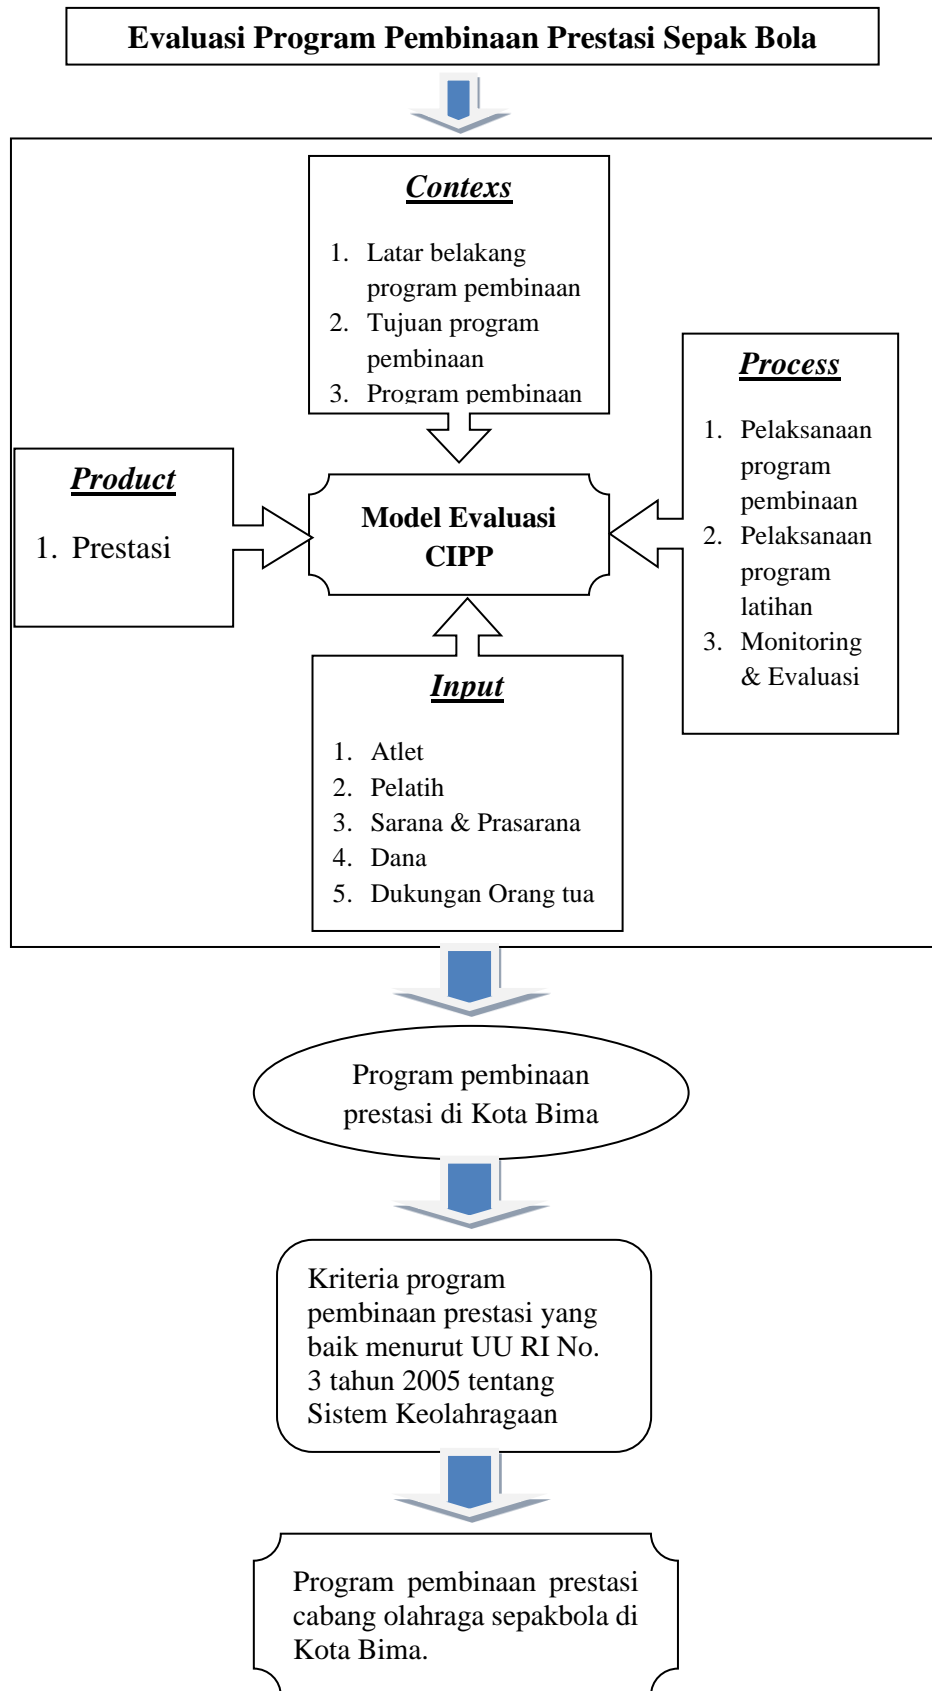 Evaluasi Program Pembinaan Prestasi Sepak Bola
Contexs
1. Latar belakang
program pembinaan
2. Tujuan program
pembinaan
3. Program pembinaan
Process
1. Pelaksanaan
program
pembinaan
2. Pelaksanaan
program
latihan
3. Monitoring
& Evaluasi
Product
1. Prestasi
Model Evaluasi
CIPP
Input
1. Atlet
2. Pelatih
3. Sarana & Prasarana
4. Dana
5. Dukungan Orang tua
Program pembinaan
prestasi di Kota Bima
Kriteria program
pembinaan prestasi yang
baik menurut UU RI No.
3 tahun 2005 tentang
Sistem Keolahragaan
Program pembinaan prestasi
cabang olahraga sepakbola di
Kota Bima.